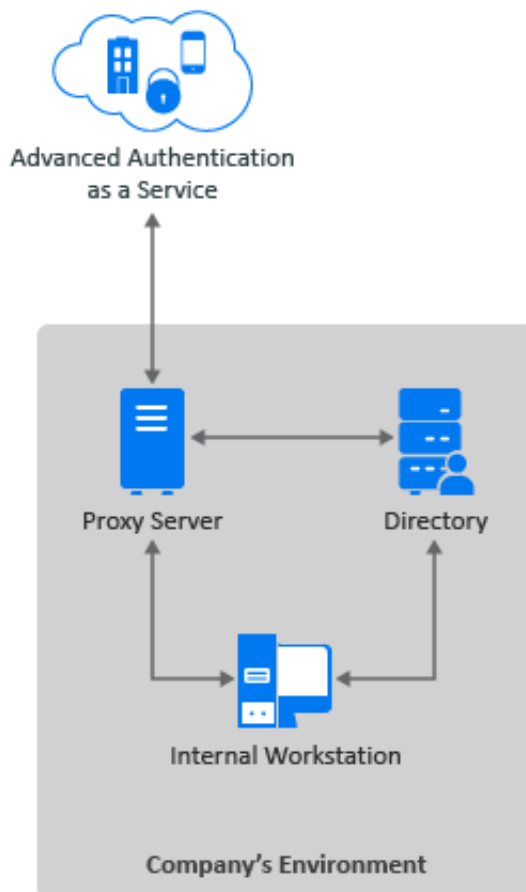 Advanced Authentication
as a Service
Proxy Server
Directory
Internal Workstation
Company's Environment